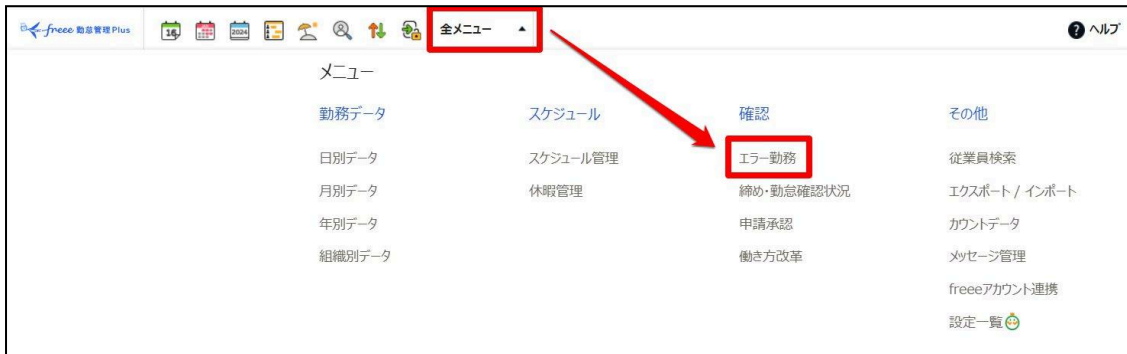 freee 勤怠管理Plus
16
2024
全メニュー
ヘルプ
メニュー
勤務データ
スケジュール
確認
その他
日別データ
スケジュール管理
エラー勤務
従業員検索
月別データ
休暇管理
締め・勤怠確認状況
エクスポート / インポート
年別データ
申請承認
カウントデータ
組織別データ
働き方改革
メッセージ管理
freeeアカウント連携
設定一覧